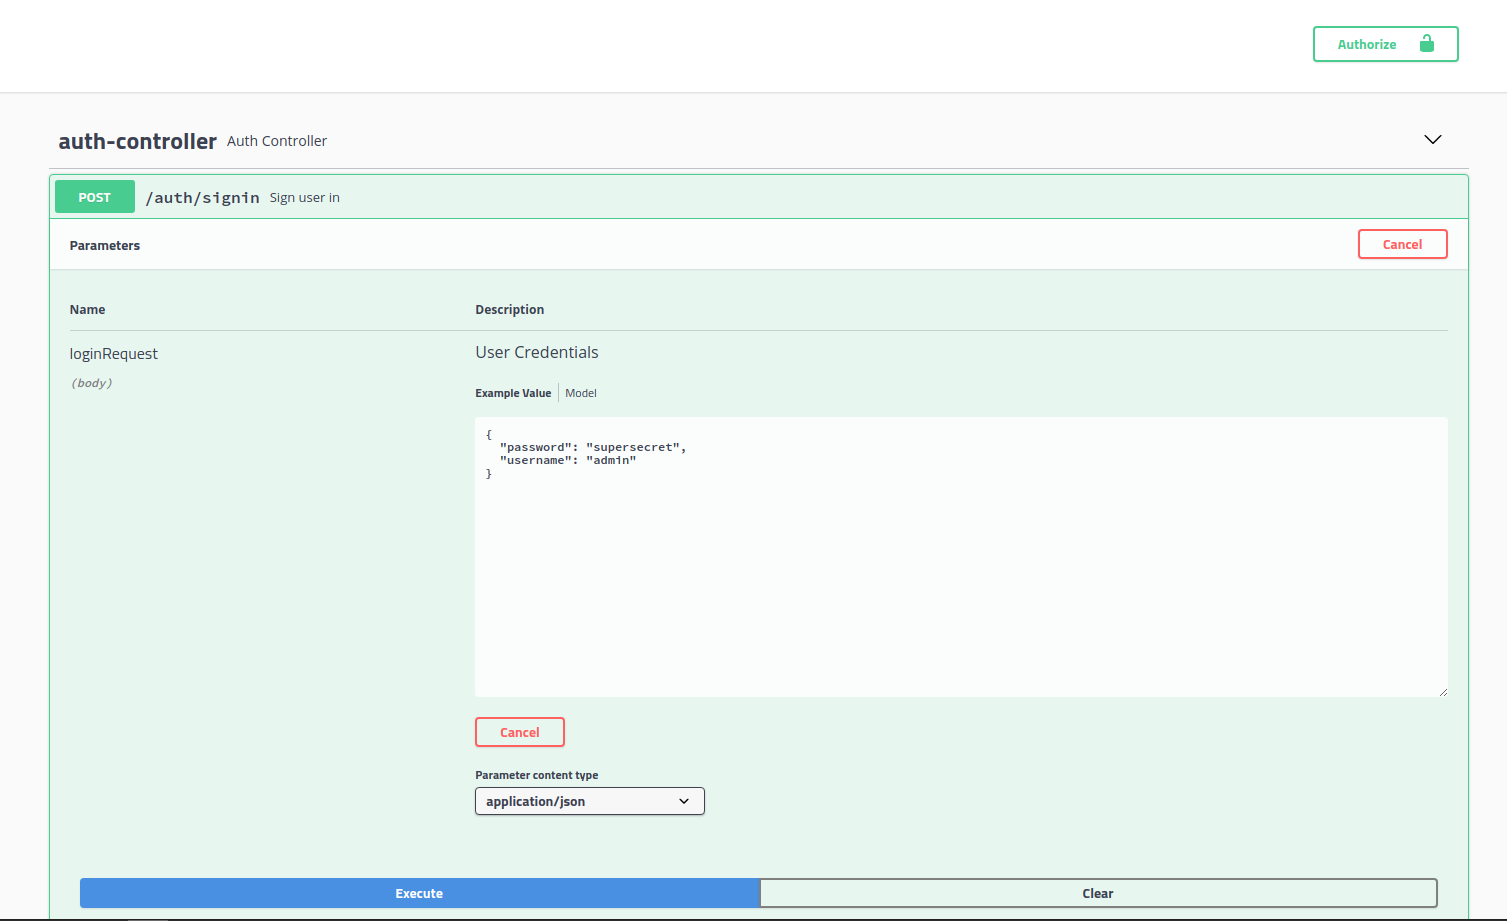 Authorize
auth-controller Auth Controller
POST /auth/signin Sign user in
Parameters Cancel
Name Description
loginRequest User Credentials
(body)
Example Value Model
{
"password": "supersecret",
"username": "admin"
}
Cancel
Parameter content type
application/json
Execute Clear